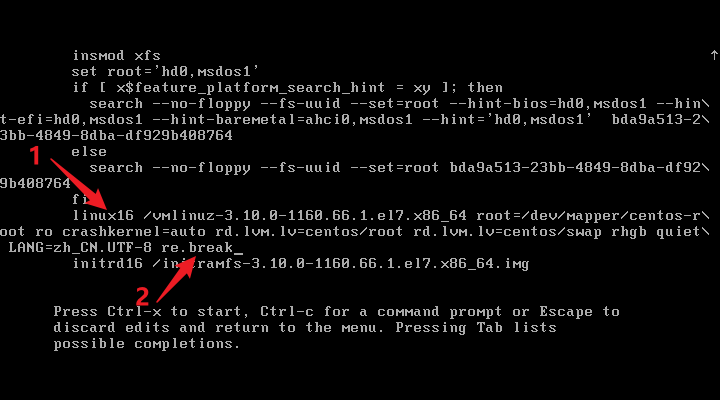 insmod xfs
set root='hd0,msdos1'
if [ x$feature_platform_search_hint = xy ]; then
search --no-floppy --fs-uuid --set=root --hint-bios=hd0,msdos1 --hin\
t-efi=hd0,msdos1 --hint-baremetal=ahci0,msdos1 --hint='hd0,msdos1'  bda9a513-2\
3bb-4849-8dba-df929b408764
else
search --no-floppy --fs-uuid --set=root bda9a513-23bb-4849-8dba-df92\
9b408764
fi
linux16 /vmlinuz-3.10.0-1160.66.1.el7.x86_64 root=/dev/mapper/centos-r\
oot ro crashkernel=auto rd.lvm.lv=centos/root rd.lvm.lv=centos/swap rhgb quiet\
LANG=zh_CN.UTF-8 re.break_
initrd16 /initramfs-3.10.0-1160.66.1.el7.x86_64.img
Press Ctrl-x to start, Ctrl-c for a command prompt or Escape to
discard edits and return to the menu. Pressing Tab lists
possible completions.
1
2